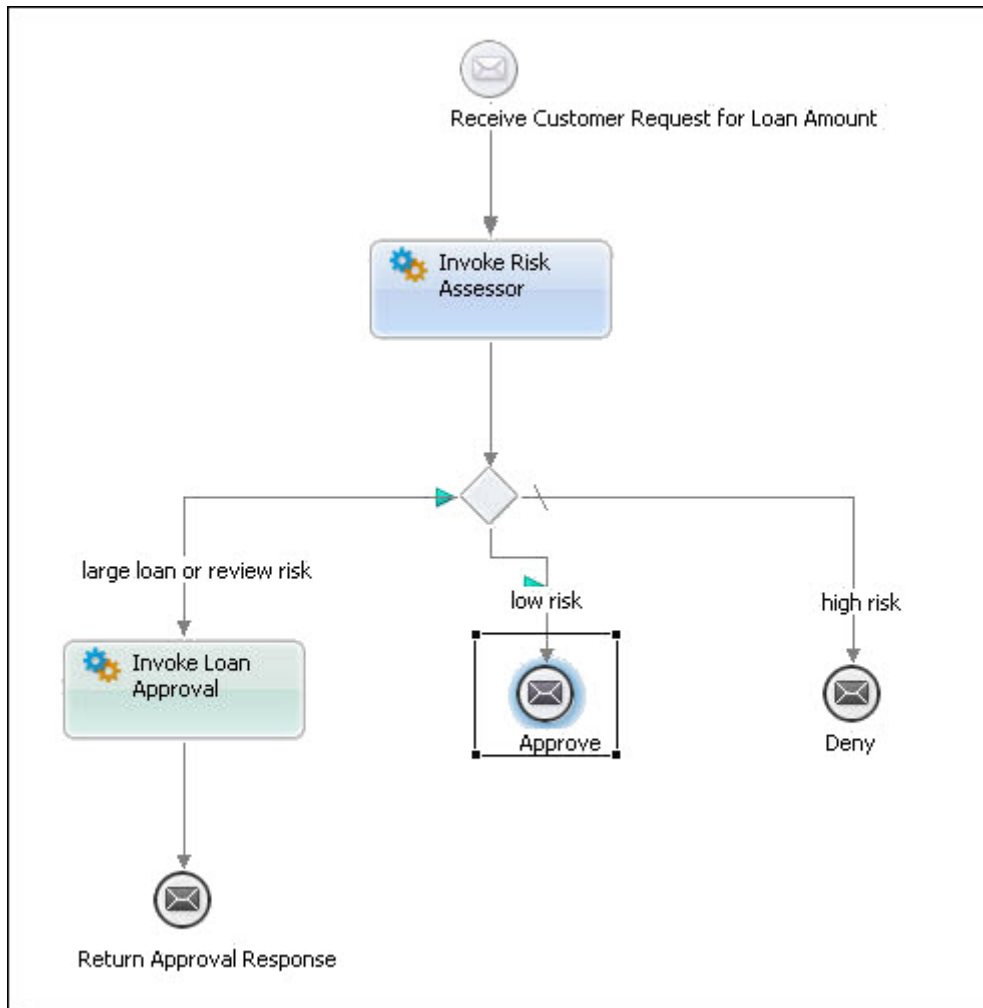 Receive Customer Request for Loan Amount
Invoke Risk
Assessor
large loan or review risk
low risk
high risk
Invoke Loan
Approval
Approve
Deny
Return Approval Response